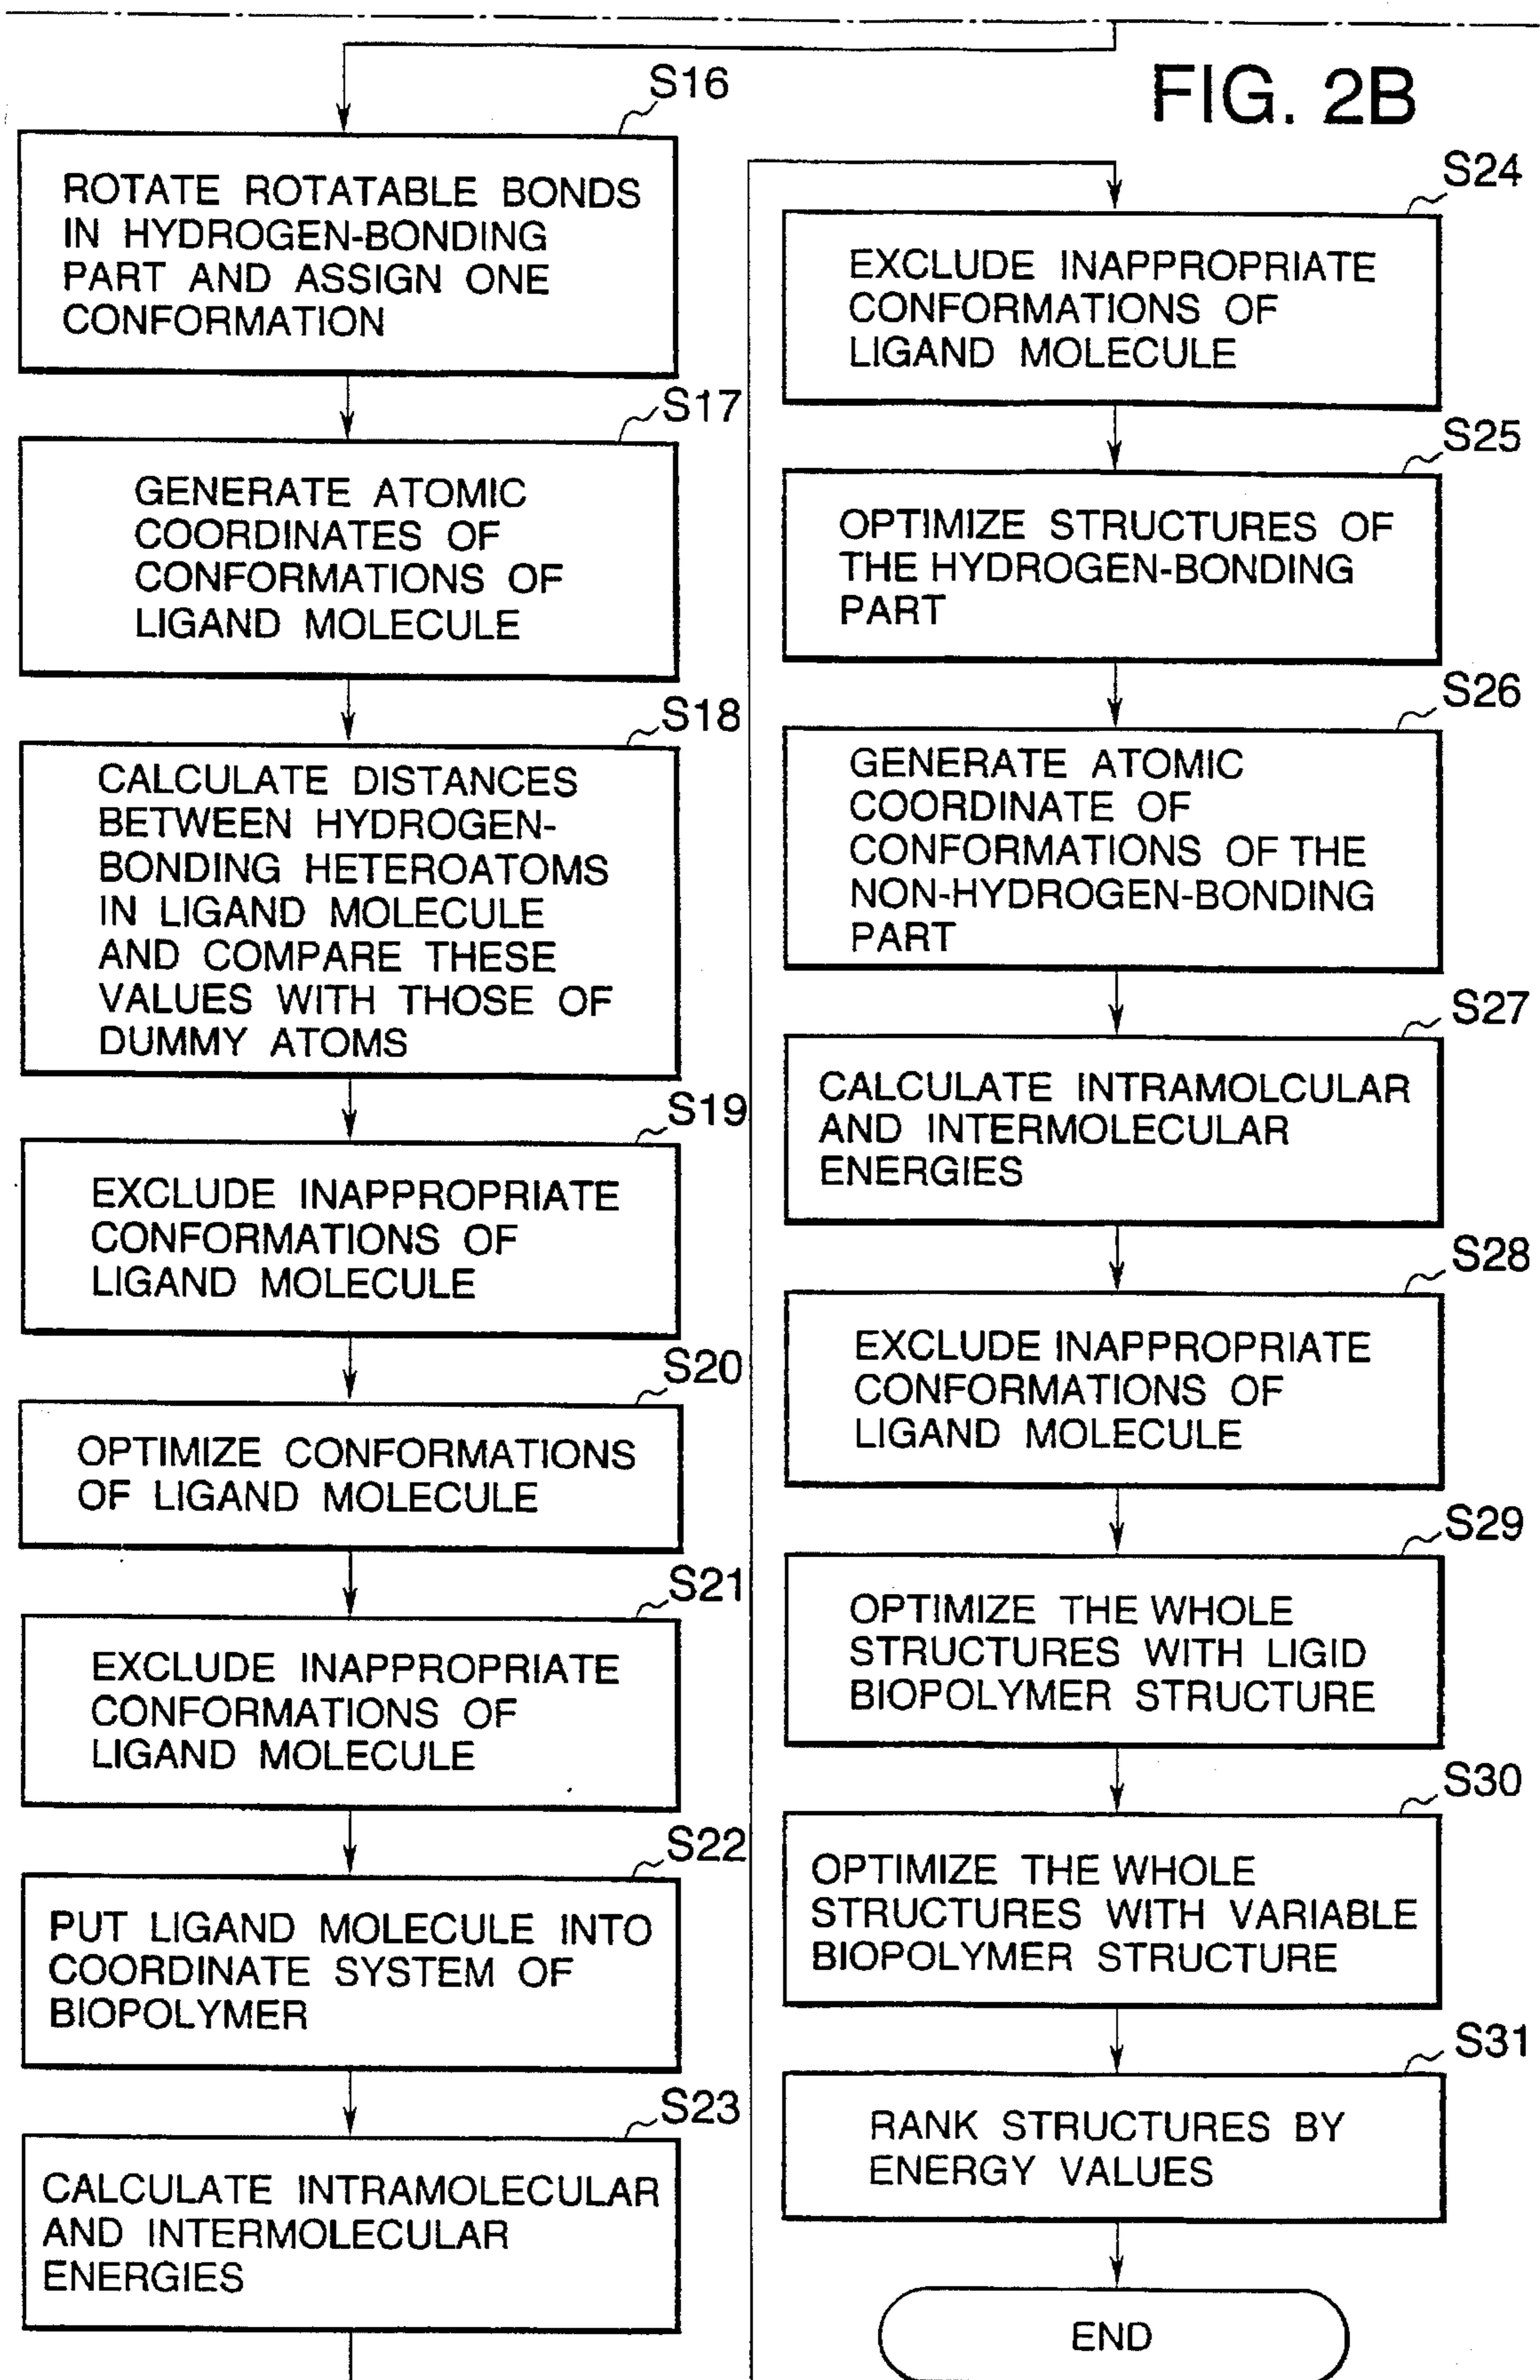 FIG. 2B
S16
ROTATE ROTATABLE BONDS
IN HYDROGEN-BONDING
PART AND ASSIGN ONE
CONFORMATION
S17
GENERATE ATOMIC
COORDINATES OF
CONFORMATIONS OF
LIGAND MOLECULE
S18
CALCULATE DISTANCES
BETWEEN HYDROGEN-
BONDING HETEROATOMS
IN LIGAND MOLECULE
AND COMPARE THESE
VALUES WITH THOSE OF
DUMMY ATOMS
S19
EXCLUDE INAPPROPRIATE
CONFORMATIONS OF
LIGAND MOLECULE
S20
OPTIMIZE CONFORMATIONS
OF LIGAND MOLECULE
S21
EXCLUDE INAPPROPRIATE
CONFORMATIONS OF
LIGAND MOLECULE
S22
PUT LIGAND MOLECULE INTO
COORDINATE SYSTEM OF
BIOPOLYMER
S23
CALCULATE INTRAMOLECULAR
AND INTERMOLECULAR
ENERGIES
S24
EXCLUDE INAPPROPRIATE
CONFORMATIONS OF
LIGAND MOLECULE
S25
OPTIMIZE STRUCTURES OF
THE HYDROGEN-BONDING
PART
S26
GENERATE ATOMIC
COORDINATE OF
CONFORMATIONS OF THE
NON-HYDROGEN-BONDING
PART
S27
CALCULATE INTRAMOLCULAR
AND INTERMOLECULAR
ENERGIES
S28
EXCLUDE INAPPROPRIATE
CONFORMATIONS OF
LIGAND MOLECULE
S29
OPTIMIZE THE WHOLE
STRUCTURES WITH LIGID
BIOPOLYMER STRUCTURE
S30
OPTIMIZE THE WHOLE
STRUCTURES WITH VARIABLE
BIOPOLYMER STRUCTURE
S31
RANK STRUCTURES BY
ENERGY VALUES
END